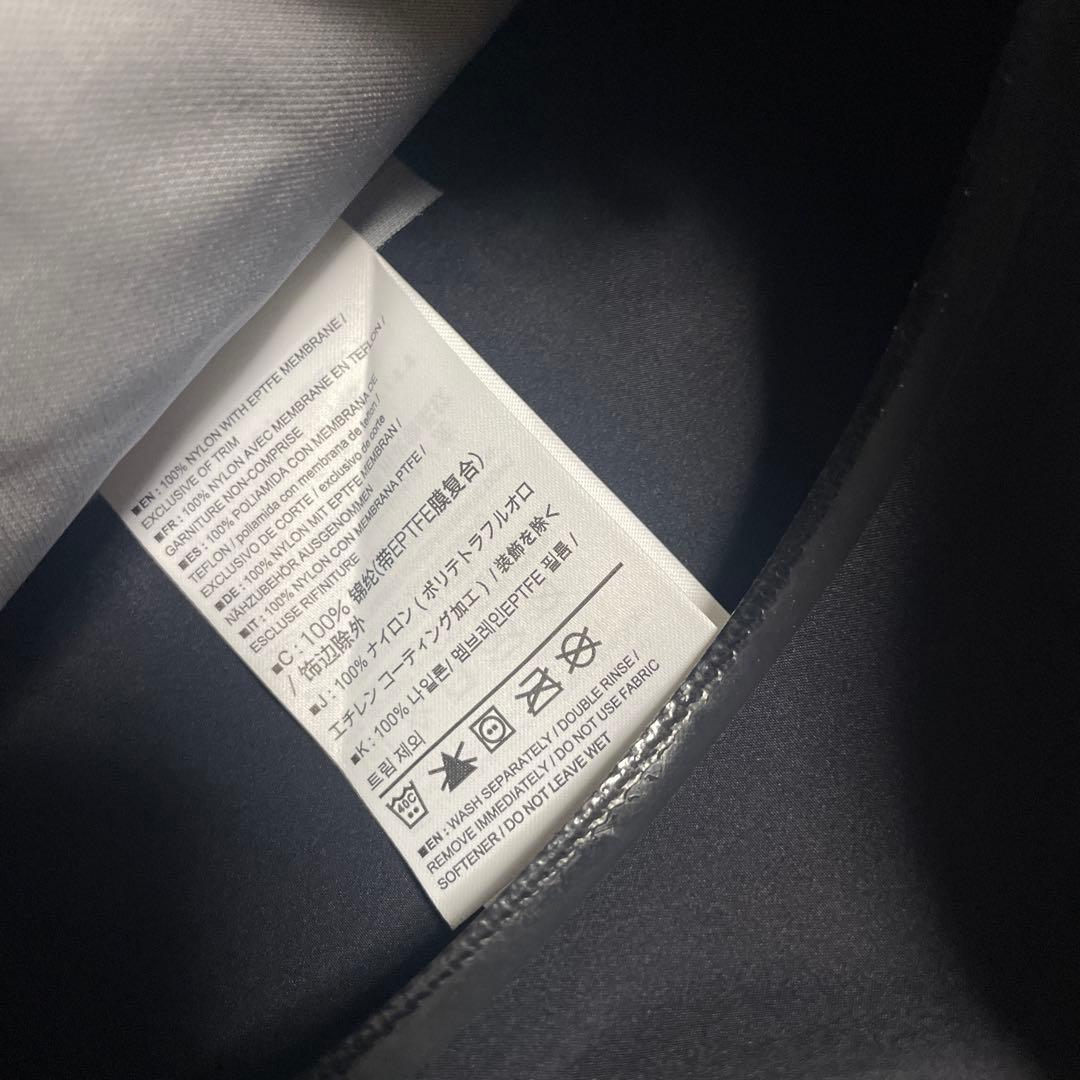 ■EN : 100% NYLON WITH EPTFE MEMBRANE /
EXCLUSIVE OF TRIM
■FR : 100% NYLON AVEC MEMBRANE EN TEFLON /
GARNITURE NON-COMPRISE
■ES : 100% POLIAMIDA CON MEMBRANA DE
TEFLON / poliamida con membrana de teflon /
EXCLUSIVO DE CORTE / exclusivo de corte
■DE : 100% NYLON MIT EPTFE MEMBRAN /
NÄHZUBEHÖR AUSGENOMMEN
■IT : 100% NYLON CON MEMBRANA PTFE /
ESCLUSE RIFINITURE
■C : 100% 锦纶(带EPTFE膜复合)
/ 饰边除外
■J : 100% ナイロン ( ポリテトラフルオロ
エチレン コーティング加工 ) / 装飾を除く
■K : 100% 나일론/ 멤브레인EPTFE 필름 /
트림 제외
40C
■EN : WASH SEPARATELY / DOUBLE RINSE /
REMOVE IMMEDIATELY / DO NOT USE FABRIC
SOFTENER / DO NOT LEAVE WET